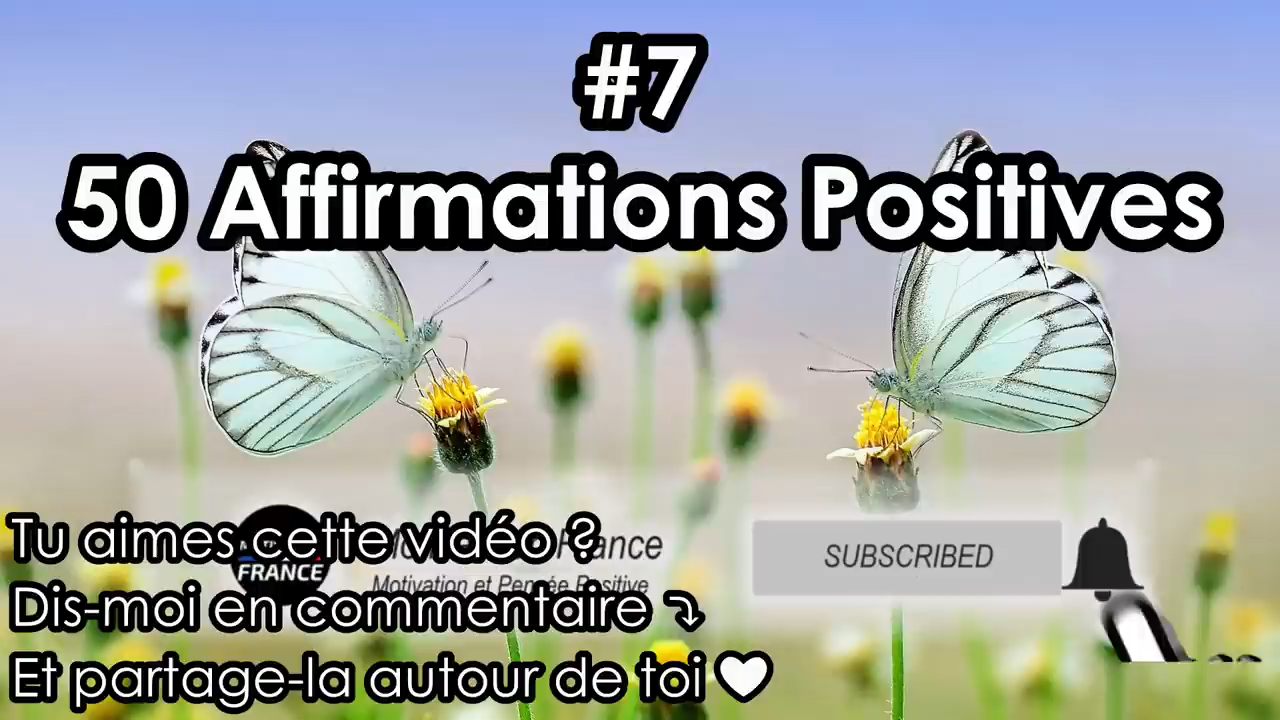 #7
50 Affirmations Positives
Tu aimes cette vidéo ?
France
FRANCE
Motivation et Pensée Positive
SUBSCRIBED
Dis-moi en commentaire ⤵
Et partage-la autour de toi ♥